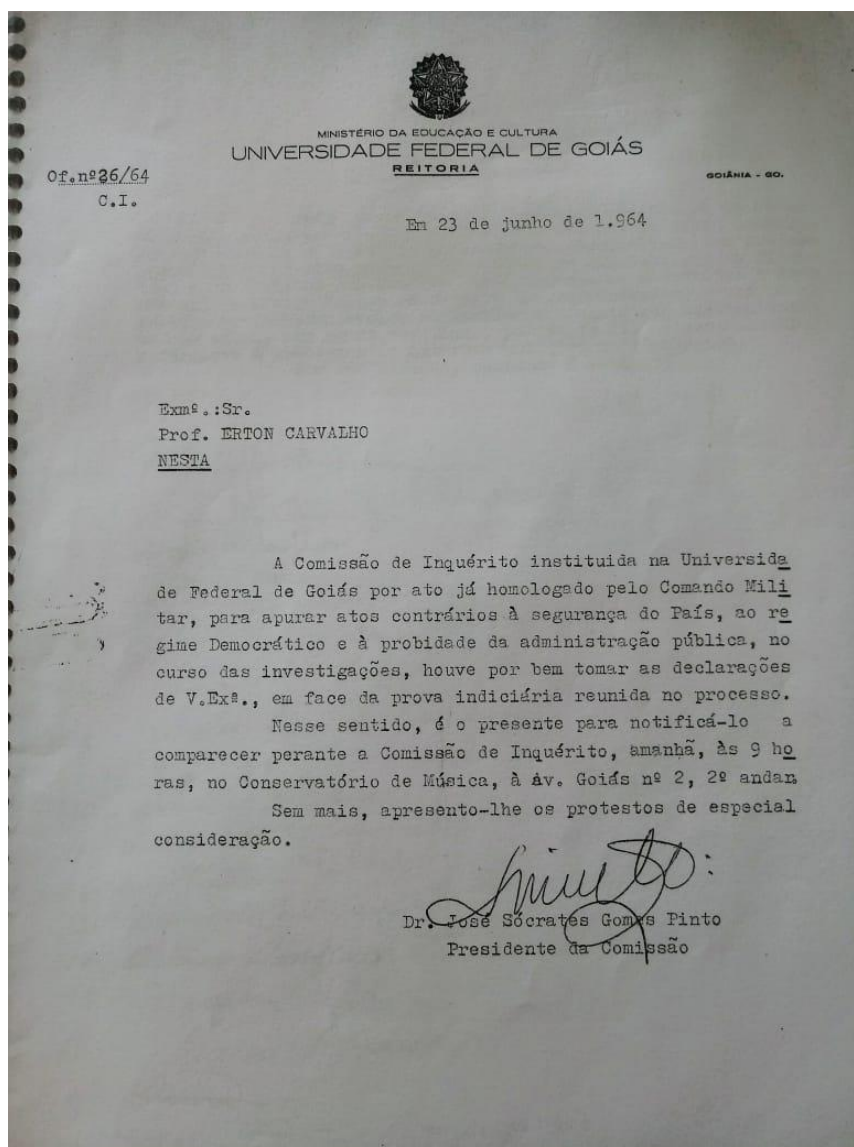 MINISTÉRIO DA EDUCAÇÃO E CULTURA
UNIVERSIDADE FEDERAL DE GOIÁS
REITORIA
GOIÂNIA - GO.
Of.nº36/64
C.I.
Em 23 de junho de 1.964
Exmº.:Sr.
Prof. ERTON CARVALHO
NESTA
A Comissão de Inquérito instituida na Universida
de Federal de Goiás por ato já homologado pelo Comando Mili
tar, para apurar atos contrários à segurança do País, ao re
gime Democrático e à probidade da administração pública, no
curso das investigações, houve por bem tomar as declarações
de V.Exª., em face da prova indiciária reunida no processo.
Nesse sentido, é o presente para notificá-lo a
comparecer perante a Comissão de Inquérito, amanhã, às 9 ho
ras, no Conservatório de Música, à Av. Goiás nº 2, 2º andar.
Sem mais, apresento-lhe os protestos de especial
consideração.
Dr. José Sócrates Gomes Pinto
Presidente da Comissão